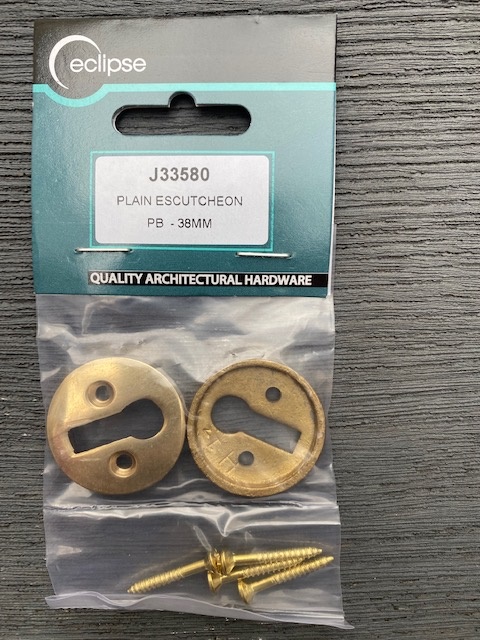 eclipse
J33580
PLAIN ESCUTCHEON
PB - 38MM
QUALITY ARCHITECTURAL HARDWARE